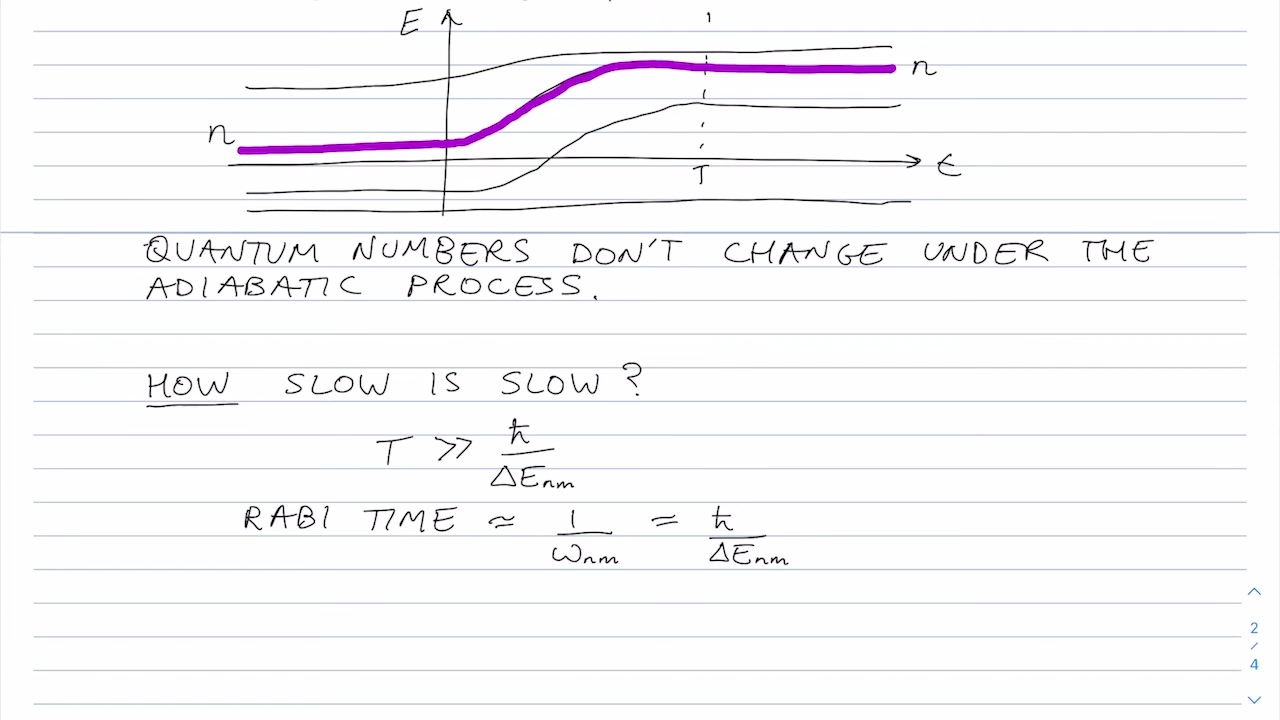 E
n
n
t
T
QUANTUM NUMBERS DON'T CHANGE UNDER THE
ADIABATIC PROCESS.
HOW SLOW IS SLOW?
T >> ℏ/ΔEnm
RABI TIME ≈ 1/ωnm = ℏ/ΔEnm
2
/
4